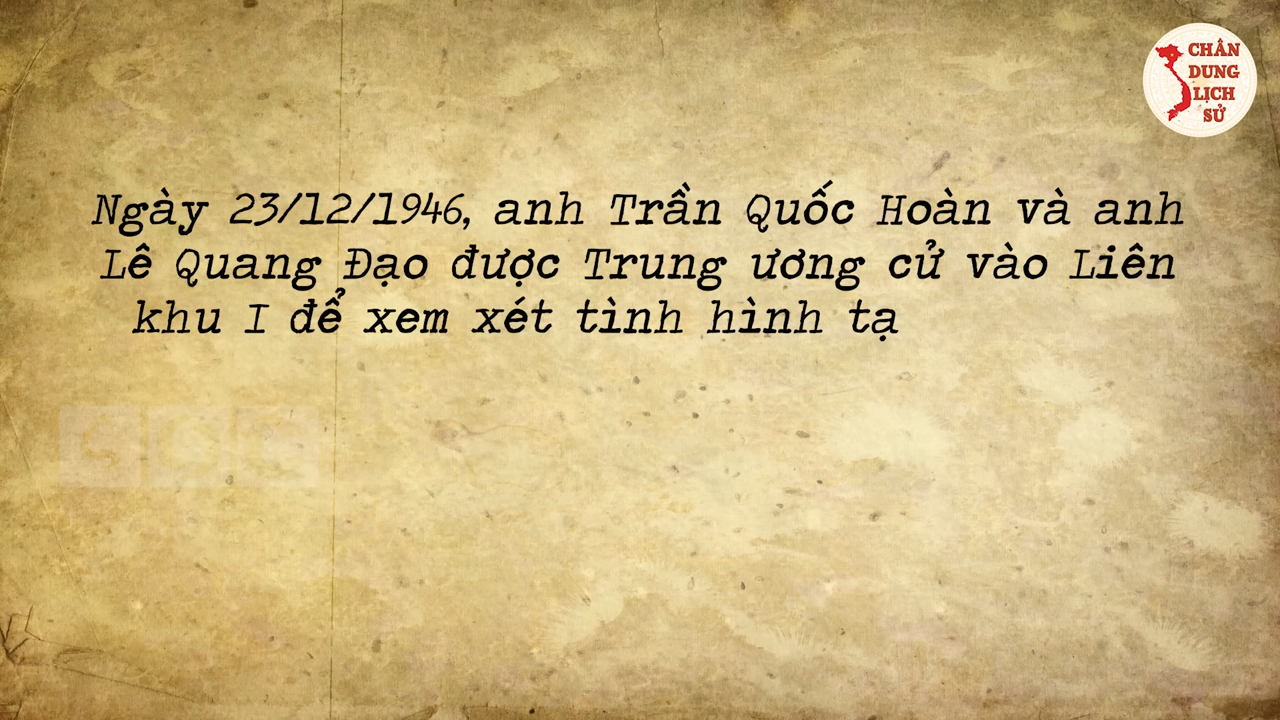 CHÂN
DUNG
LỊCH
SỬ
Ngày 23/12/1946, anh Trần Quốc Hoàn và anh
Lê Quang Đạo được Trung ương cử vào Liên
khu I để xem xét tình hình tạ